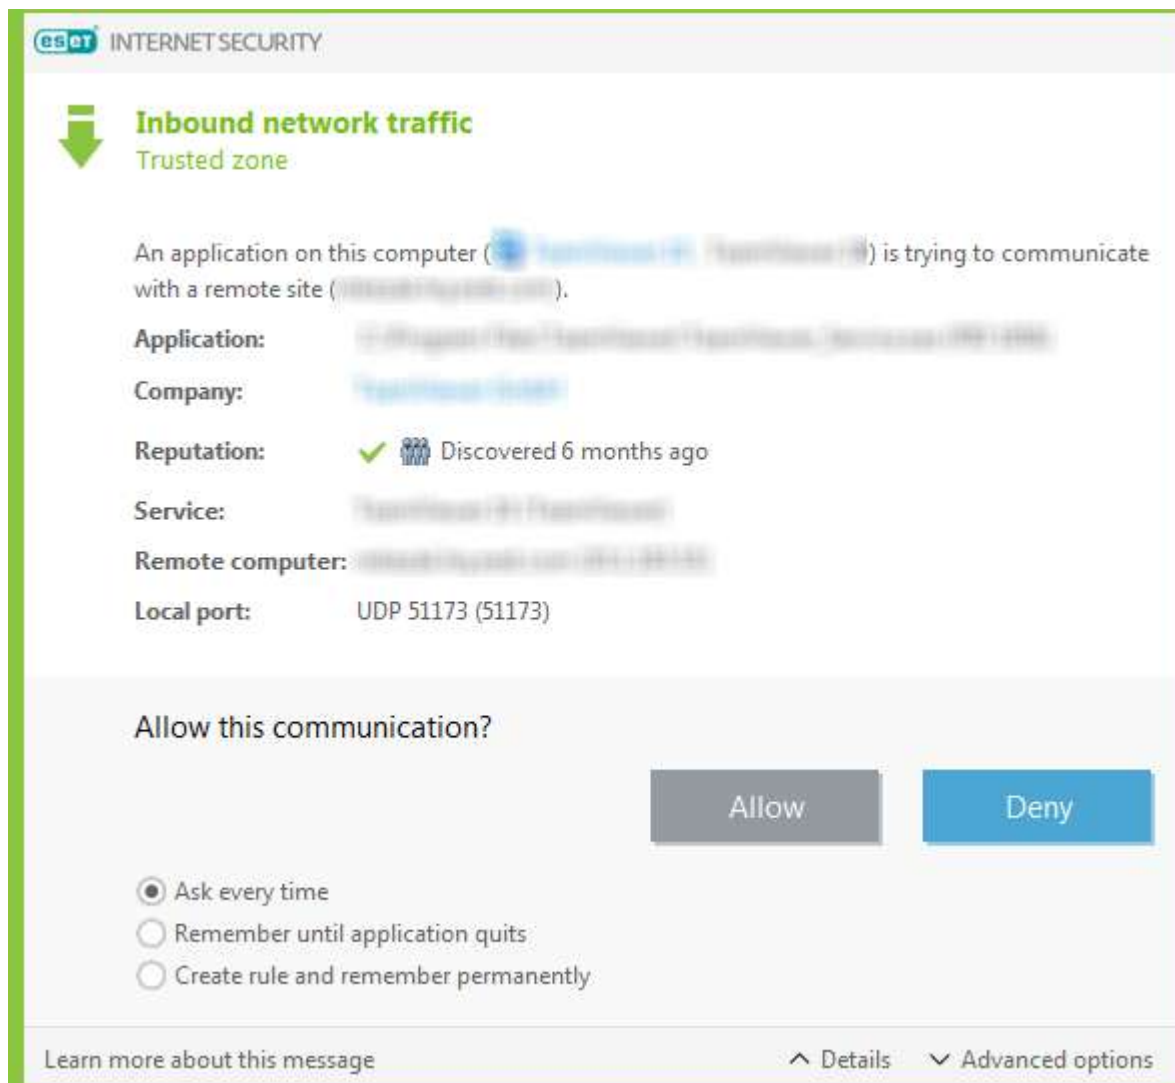 eset INTERNET SECURITY
Inbound network traffic
Trusted zone
An application on this computer ( ) is trying to communicate
with a remote site ( ).
Application:
Company:
Reputation: Discovered 6 months ago
Service:
Remote computer:
Local port: UDP 51173 (51173)
Allow this communication?
Allow Deny
Ask every time
Remember until application quits
Create rule and remember permanently
Learn more about this message Details Advanced options